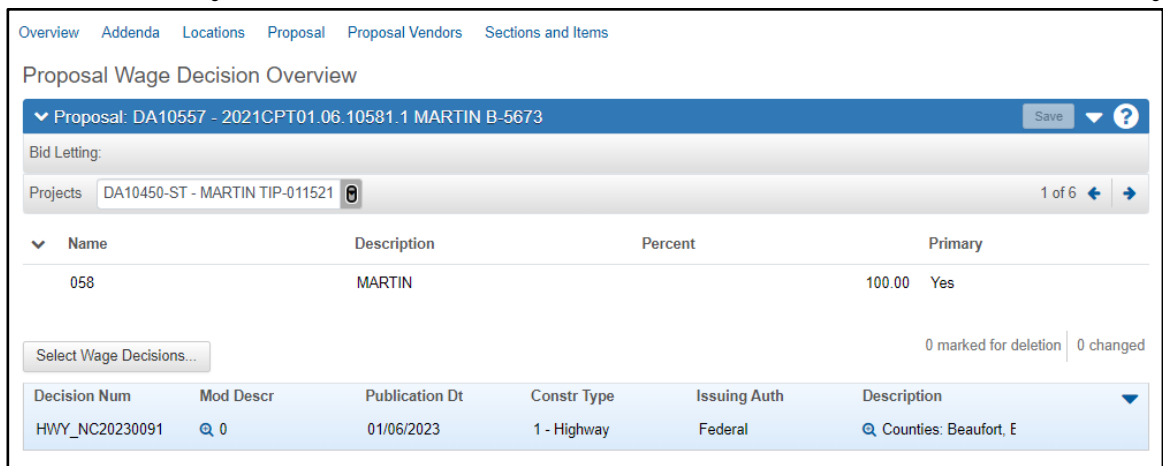 Overview Addenda Locations Proposal Proposal Vendors Sections and Items
Proposal Wage Decision Overview
Proposal: DA10557 - 2021CPT01.06.10581.1 MARTIN B-5673 Save ?
Bid Letting:
Projects DA10450-ST - MARTIN TIP-011521 1 of 6
Name Description Percent Primary
058 MARTIN 100.00 Yes
Select Wage Decisions... 0 marked for deletion 0 changed
Decision Num Mod Descr Publication Dt Constr Type Issuing Auth Description
HWY_NC20230091 0 01/06/2023 1 - Highway Federal Counties: Beaufort, E